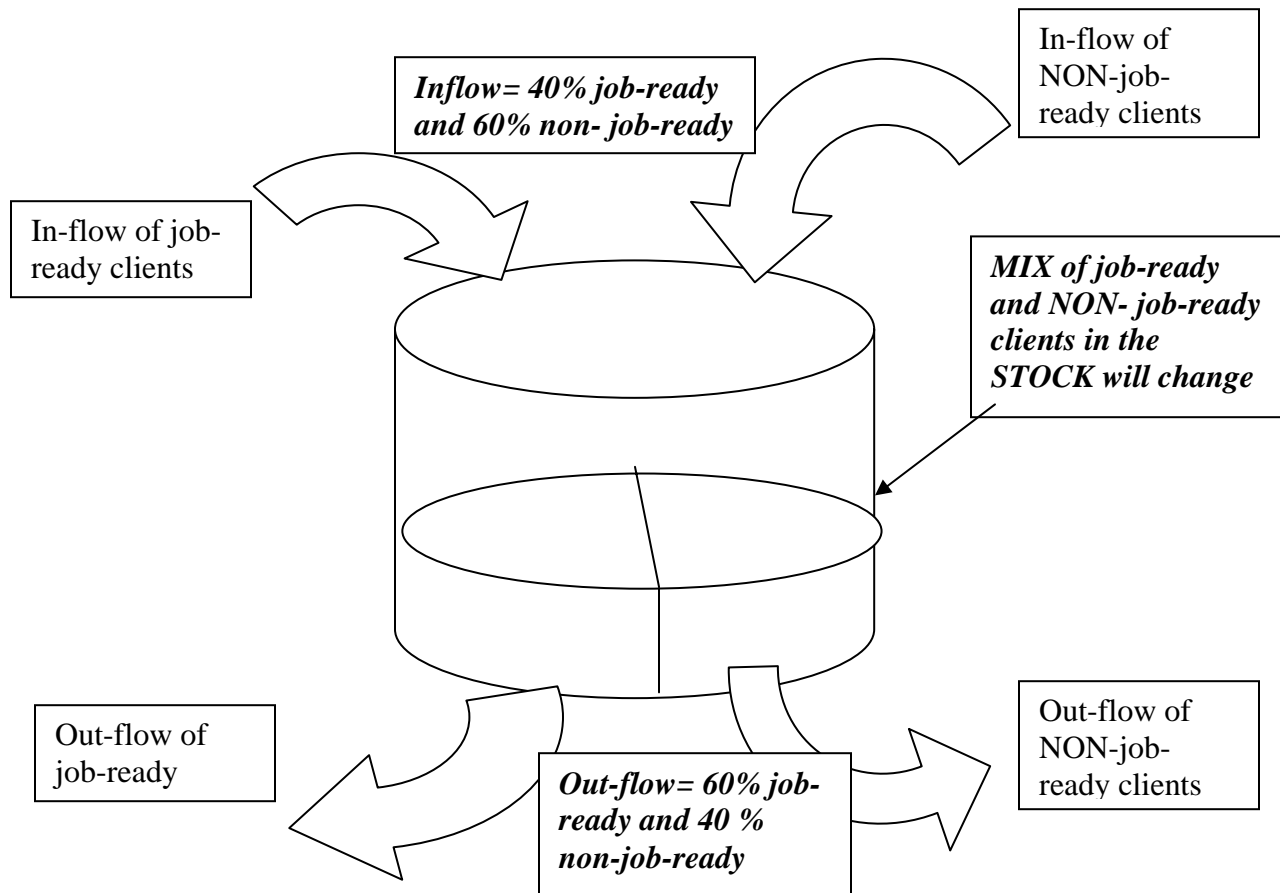 In-flow of
NON-job-
ready clients
Inflow= 40% job-ready
and 60% non- job-ready
In-flow of job-
ready clients
MIX of job-ready
and NON- job-ready
clients in the
STOCK will change
Out-flow of
job-ready
Out-flow= 60% job-
ready and 40 %
non-job-ready
Out-flow of
NON-job-
ready clients